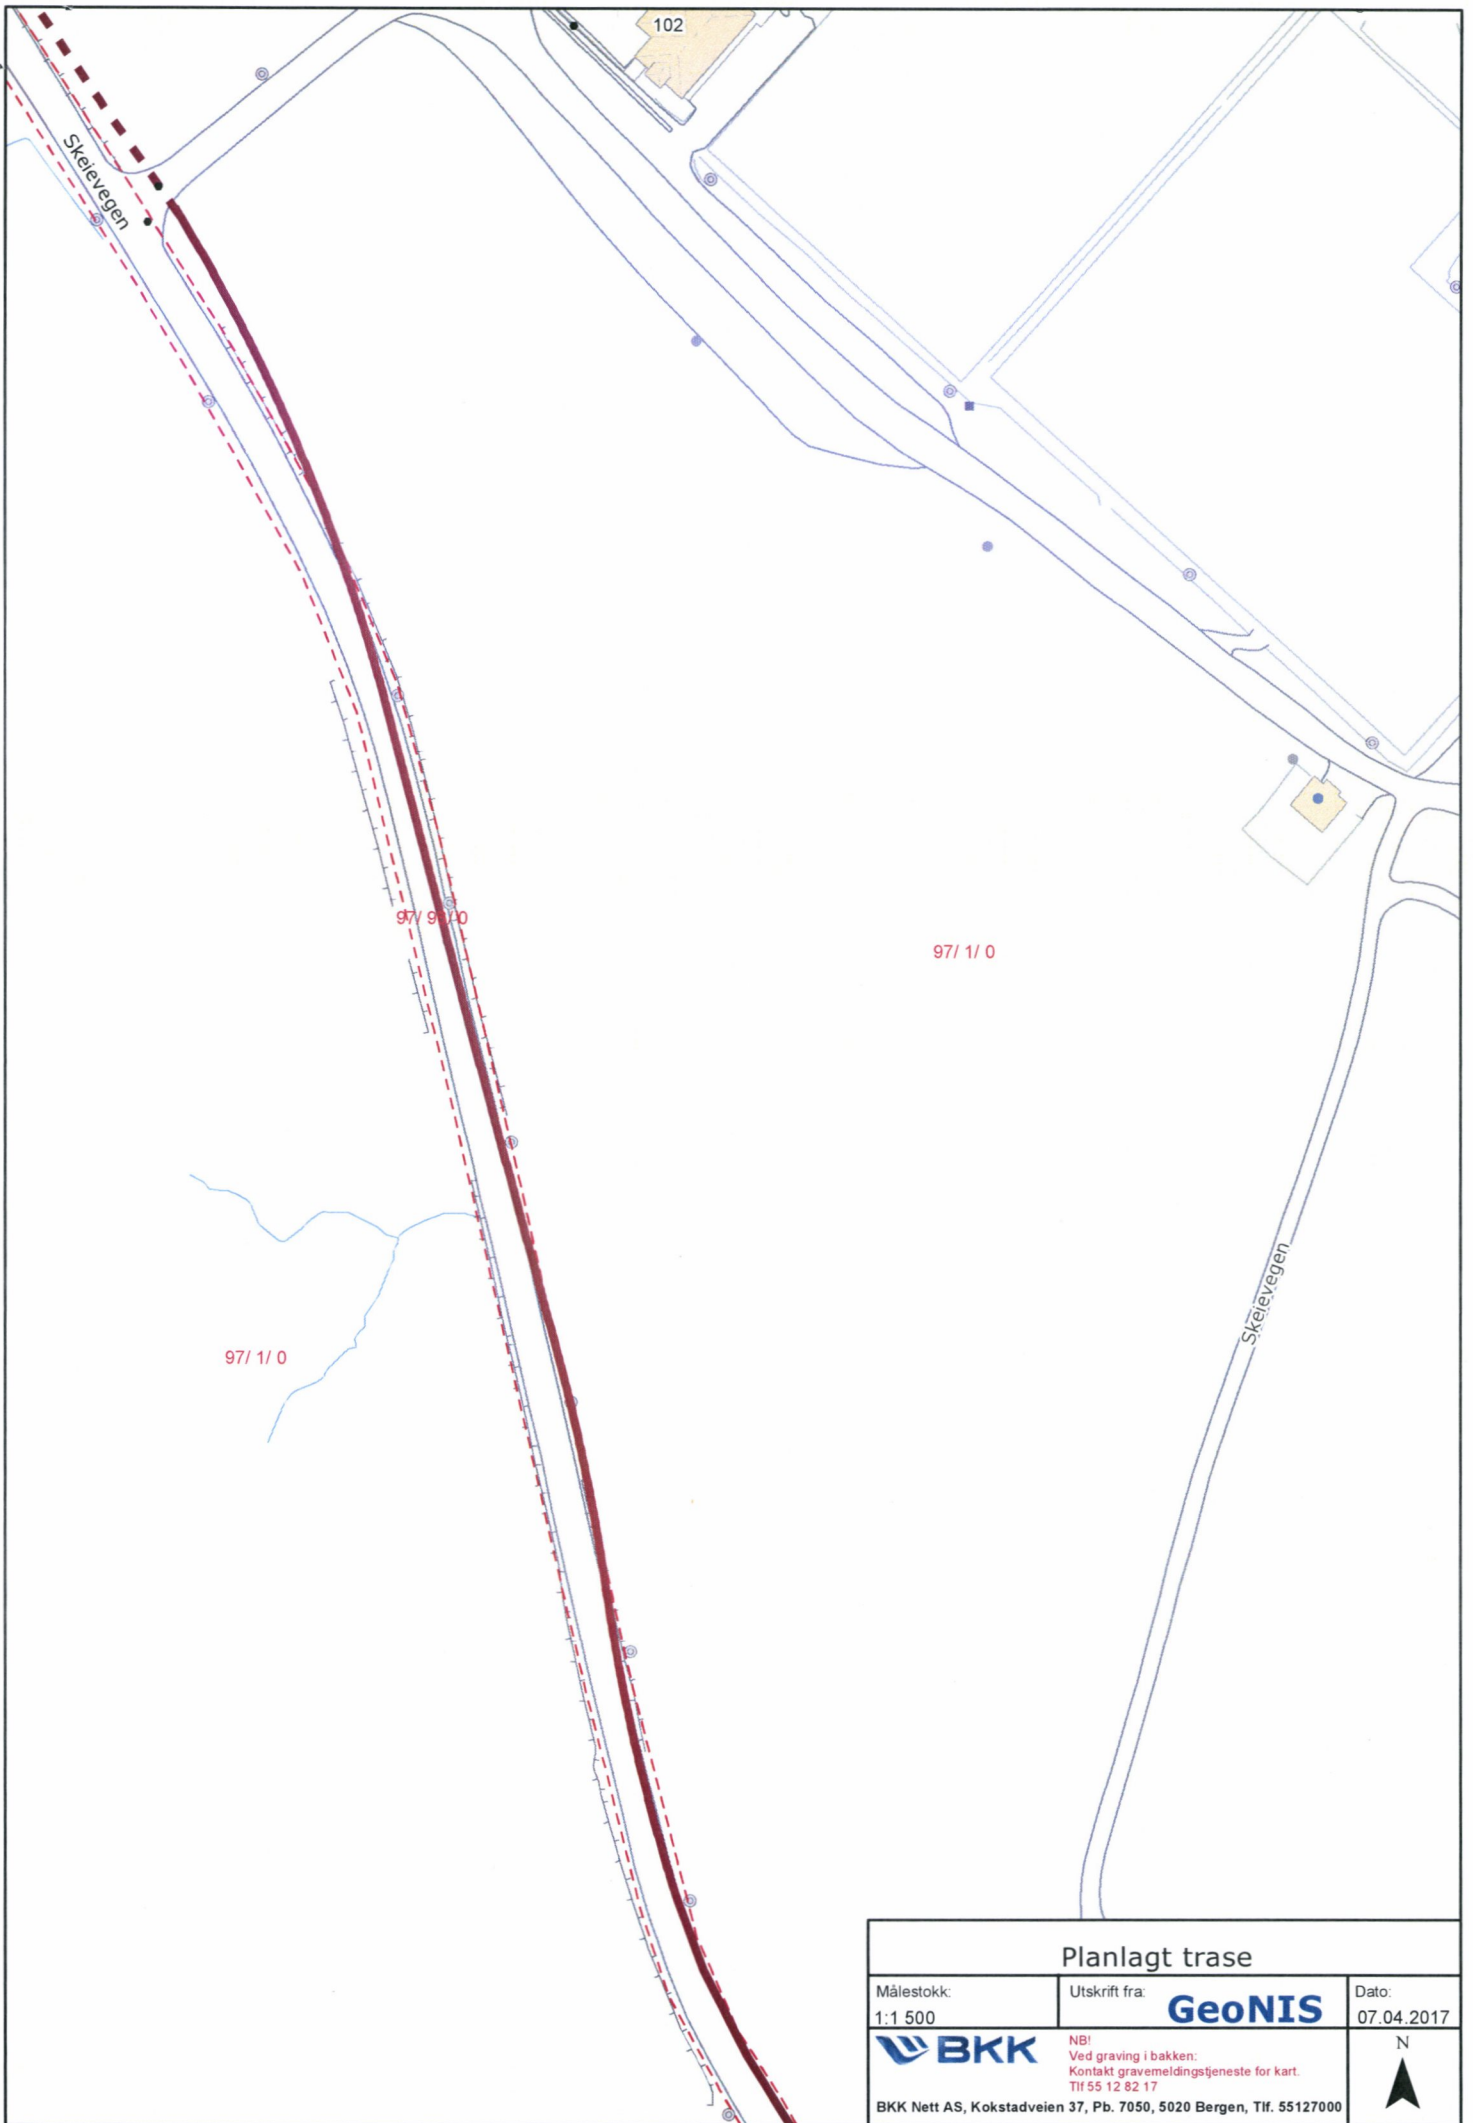 102
Skeievegen
97/ 1/ 0
97/ 1/ 0
Skeievegen
Planlagt trase
Målestokk:
1:1 500
Utskrift fra:
GeoNIS
Dato:
07.04.2017
BKK
NB!
Ved graving i bakken:
Kontakt gravemeldingstjeneste for kart.
Tlf 55 12 82 17
N
BKK Nett AS, Kokstadveien 37, Pb. 7050, 5020 Bergen, Tlf. 55127000